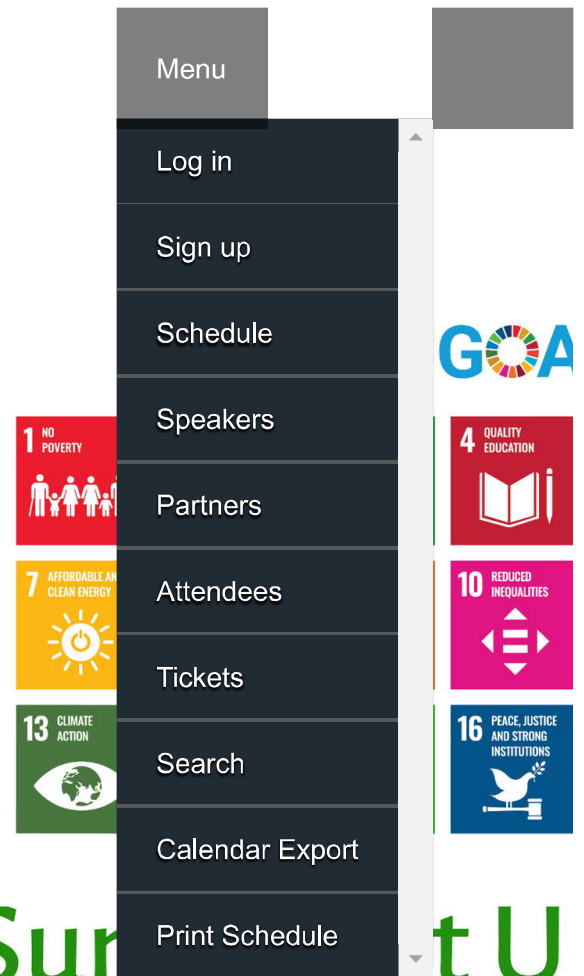 Menu
Log in
Sign up
Schedule
Speakers
Partners
Attendees
Tickets
Search
Calendar Export
Print Schedule
1 NO
POVERTY
4 QUALITY
EDUCATION
7 AFFORDABLE
CLEAN ENERGY
10 REDUCED
INEQUALITIES
13 CLIMATE
ACTION
16 PEACE, JUSTICE
AND STRONG
INSTITUTIONS